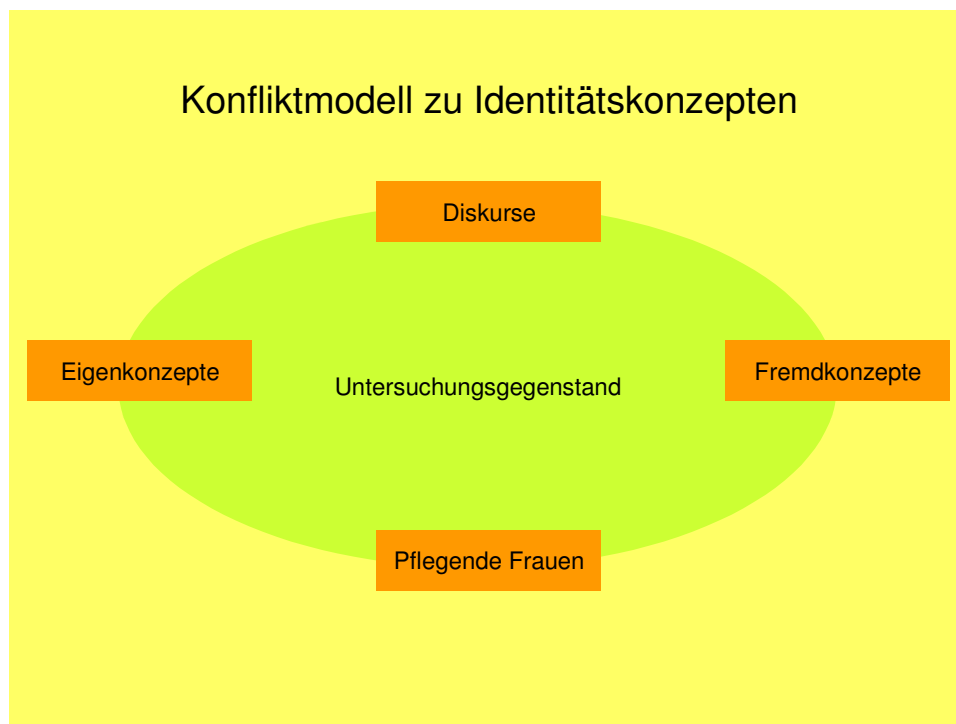 Konfliktmodell zu Identitätskonzepten
Diskurse
Eigenkonzepte
Untersuchungsgegenstand
Fremdkonzepte
Pflegende Frauen